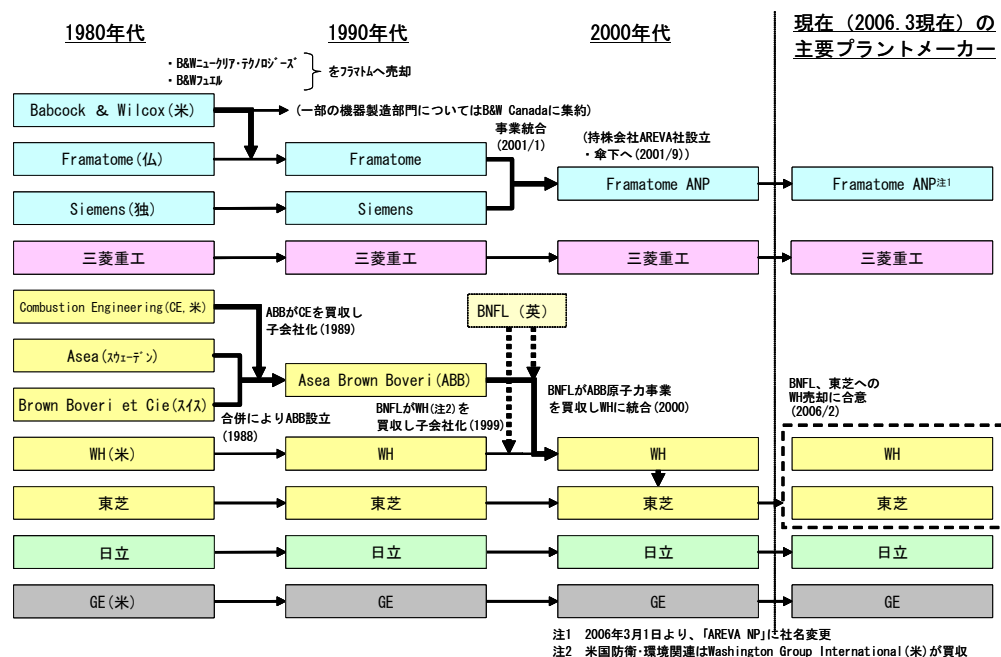 1980年代
1990年代
2000年代
現在（2006.3現在）の
主要プラントメーカー
・B&Wニュークリア・テクノロジーズ
・B&Wフュエル
をフラマトムへ売却
Babcock & Wilcox(米)
(一部の機器製造部門についてはB&W Canadaに集約)
事業統合
(2001/1)
(持株会社AREVA社設立
・傘下へ(2001/9))
Framatome(仏)
Framatome
Framatome ANP
Framatome ANP注1
Siemens(独)
Siemens
三菱重工
三菱重工
三菱重工
三菱重工
Combustion Engineering(CE,米)
ABBがCEを買収し
子会社化(1989)
BNFL（英）
Asea(スウェーデン)
Asea Brown Boveri(ABB)
Brown Boveri et Cie(スイス)
合併によりABB設立
(1988)
BNFLがWH(注2)を
買収し子会社化(1999)
BNFLがABB原子力事業
を買収しWHに統合(2000)
BNFL、東芝への
WH売却に合意
(2006/2)
WH(米)
WH
WH
WH
東芝
東芝
東芝
東芝
日立
日立
日立
日立
GE(米)
GE
GE
GE
注1　2006年3月1日より、「AREVA NP」に社名変更
注2　米国防衛・環境関連はWashington Group International(米)が買収